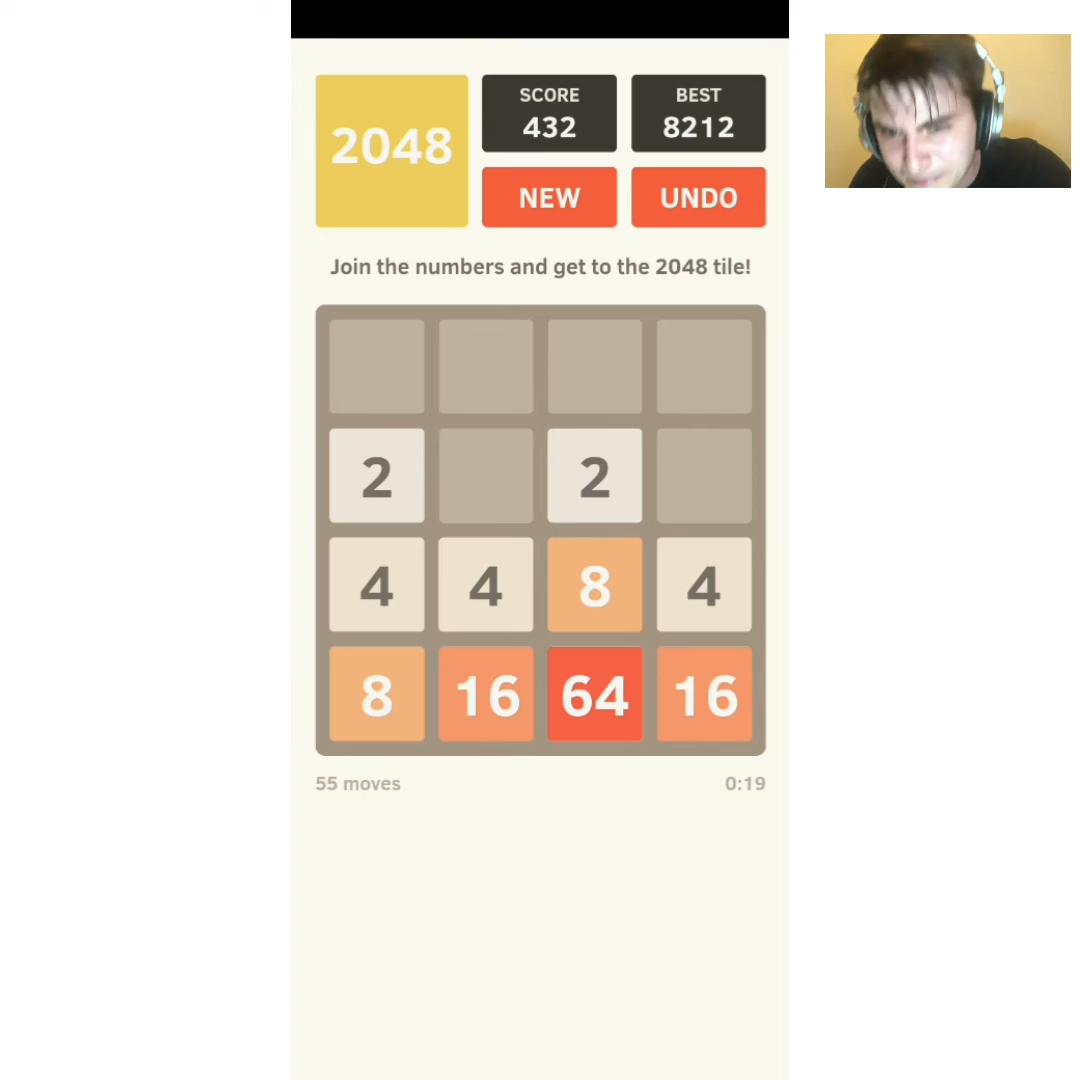 2048
SCORE
432
BEST
8212
NEW
UNDO
Join the numbers and get to the 2048 tile!
2 2
4 4 8 4
8 16 64 16
55 moves
0:19